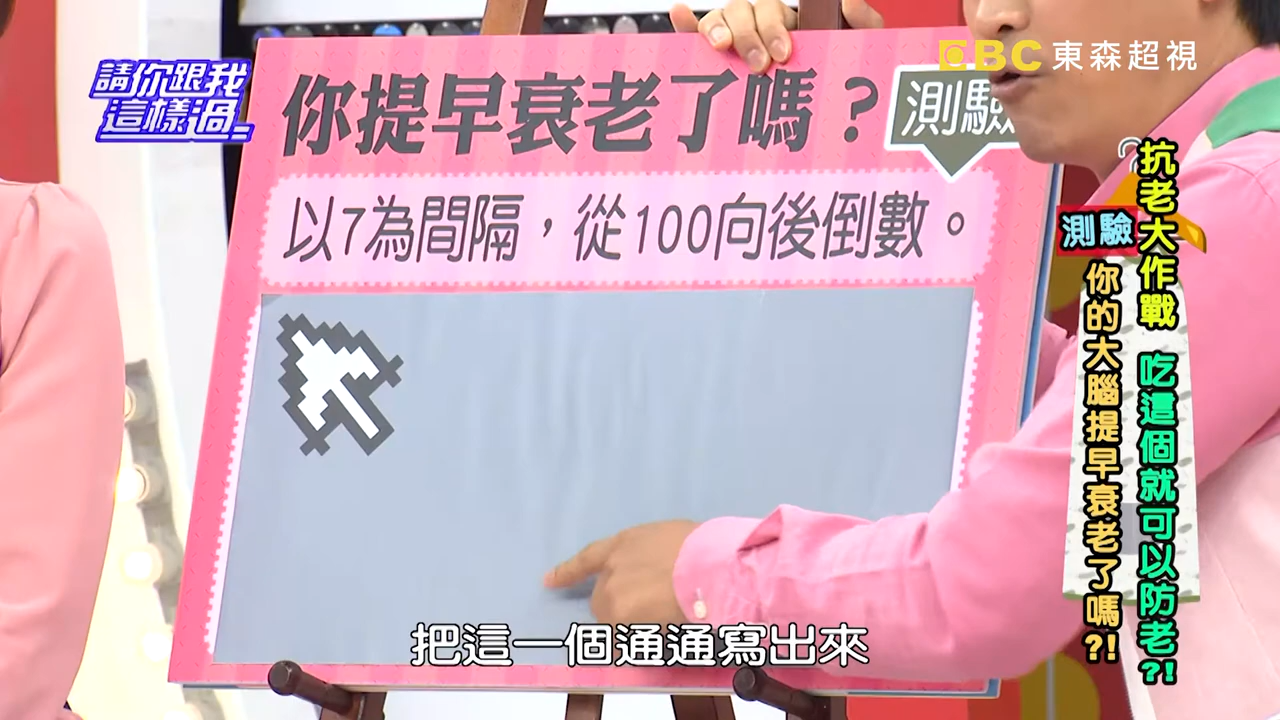 EBC 東森超視
請你跟我
這樣過
你提早衰老了嗎？
測驗
以7為間隔，從100向後倒數。
抗老大作戰 吃這個就可以防老?!
測驗
你的大腦提早衰老了嗎?!
把這一個通通寫出來